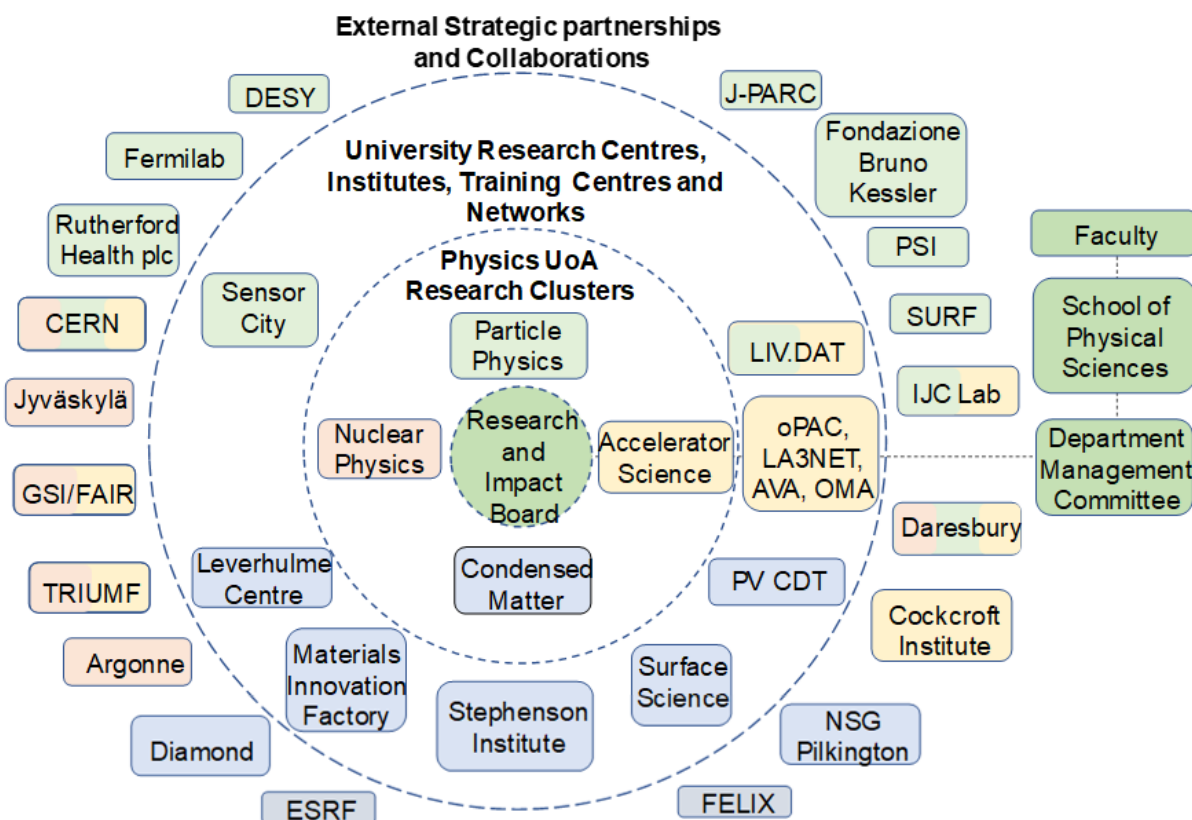 External Strategic partnerships
and Collaborations
DESY
J-PARC
Fermilab
Fondazione
Bruno
Kessler
University Research Centres,
Institutes, Training Centres and
Networks
Rutherford
Health plc
PSI
Faculty
Physics UoA
Research Clusters
Sensor
City
CERN
SURF
School of
Physical
Sciences
Particle
Physics
LIV.DAT
Jyväskylä
IJC Lab
Nuclear
Physics
Research
and
Impact
Board
Accelerator
Science
oPAC,
LA3NET,
AVA, OMA
Department
Management
Committee
GSI/FAIR
Daresbury
Leverhulme
Centre
Condensed
Matter
PV CDT
TRIUMF
Cockcroft
Institute
Argonne
Materials
Innovation
Factory
Stephenson
Institute
Surface
Science
Diamond
NSG
Pilkington
ESRF
FELIX